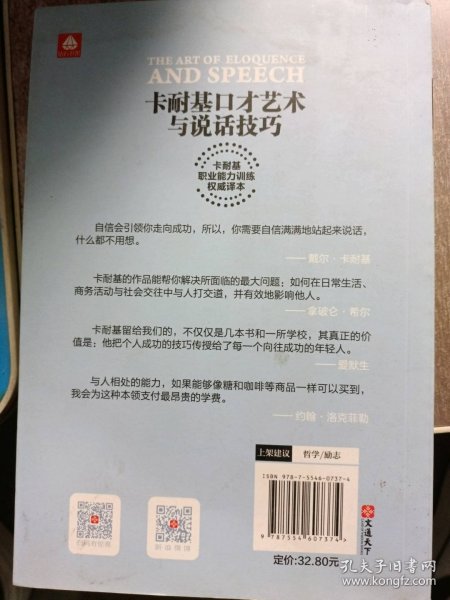 THE ART OF ELOQUENCE
AND SPEECH
卡耐基口才艺术
与说话技巧
卡耐基
职业能力训练
权威译本
自信会引领你走向成功，所以，你需要自信满满地站起来说话，
什么都不用想。
——戴尔·卡耐基
卡耐基的作品能帮你解决所面临的最大问题：如何在日常生活、
商务活动与社会交往中与人打交道，并有效地影响他人。
——拿破仑·希尔
卡耐基留给我们的，不仅仅是几本书和一所学校，其真正的价
值是：他把个人成功的技巧传授给了每一个向往成功的年轻人。
——爱默生
与人相处的能力，如果能够像糖和咖啡等商品一样可以买到，
我会为这种本领支付最昂贵的学费。
——约翰·洛克菲勒
上架建议 哲学/励志
ISBN 978-7-5546-0737-4
9 787554 607374
定价:32.80元
文通天下
孔夫子旧书网
www.kongfz.com